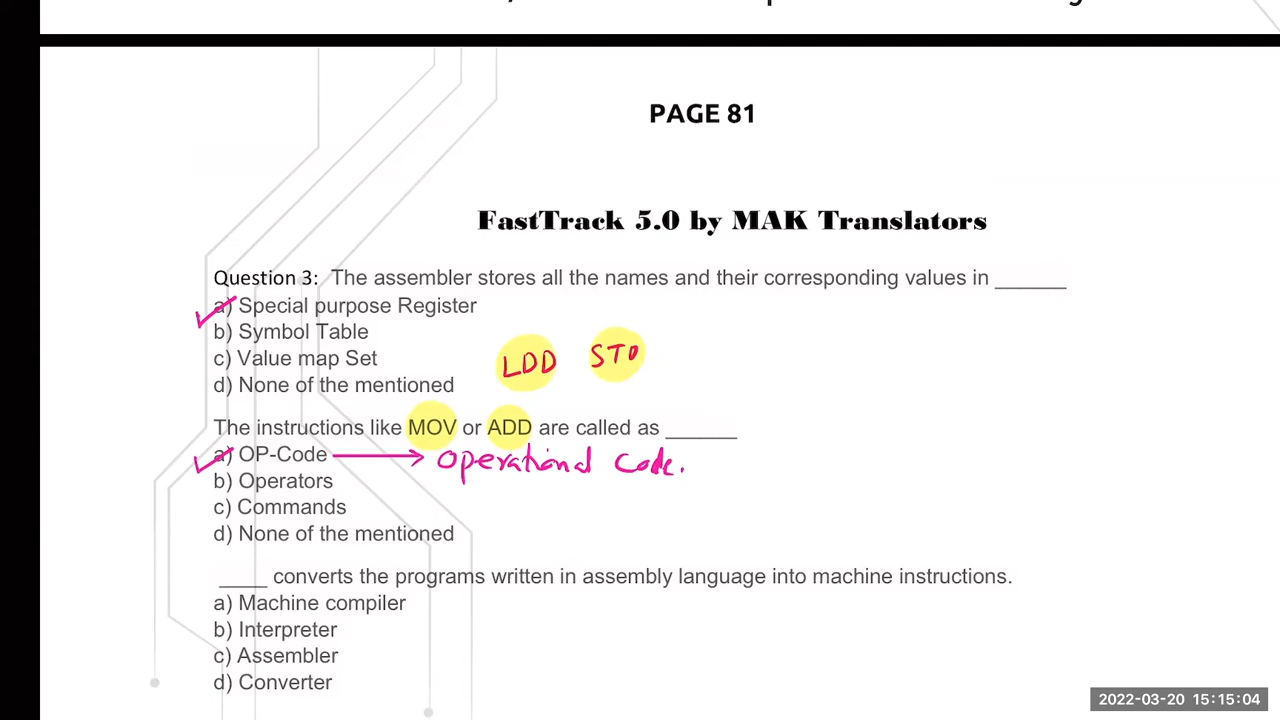 PAGE 81
FastTrack 5.0 by MAK Translators
Question 3: The assembler stores all the names and their corresponding values in ______
a) Special purpose Register
b) Symbol Table
c) Value map Set
LDD STO
d) None of the mentioned
The instructions like MOV or ADD are called as ______
a) OP-Code → Operational Code.
b) Operators
c) Commands
d) None of the mentioned
____ converts the programs written in assembly language into machine instructions.
a) Machine compiler
b) Interpreter
c) Assembler
d) Converter
2022-03-20 15:15:04